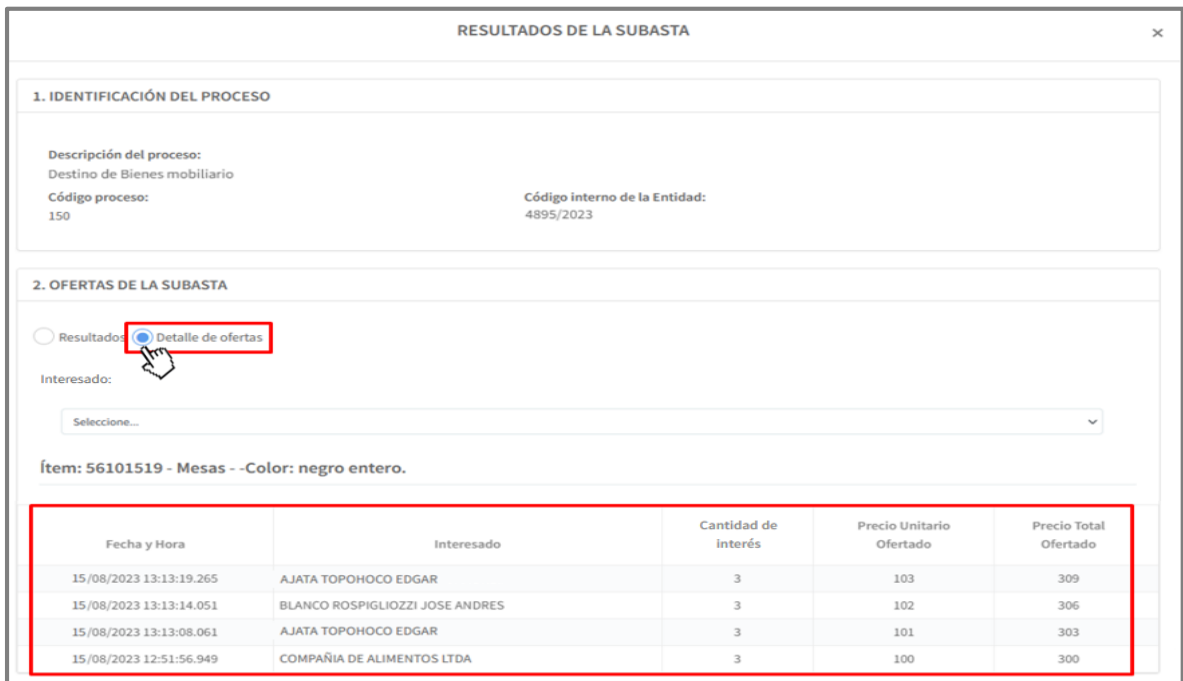 RESULTADOS DE LA SUBASTA ×
1. IDENTIFICACIÓN DEL PROCESO
Descripción del proceso:
Destino de Bienes mobiliario
Código proceso: Código interno de la Entidad:
150 4895/2023
2. OFERTAS DE LA SUBASTA
Resultados Detalle de ofertas
Interesado:
Seleccione...
Ítem: 56101519 - Mesas - -Color: negro entero.
Fecha y Hora Interesado Cantidad de interés Precio Unitario Ofertado Precio Total Ofertado
15/08/2023 13:13:19.265 AJATA TOPOHOCO EDGAR 3 103 309
15/08/2023 13:13:14.051 BLANCO ROSPIGLIOZZI JOSE ANDRES 3 102 306
15/08/2023 13:13:08.061 AJATA TOPOHOCO EDGAR 3 101 303
15/08/2023 12:51:56.949 COMPAÑIA DE ALIMENTOS LTDA 3 100 300